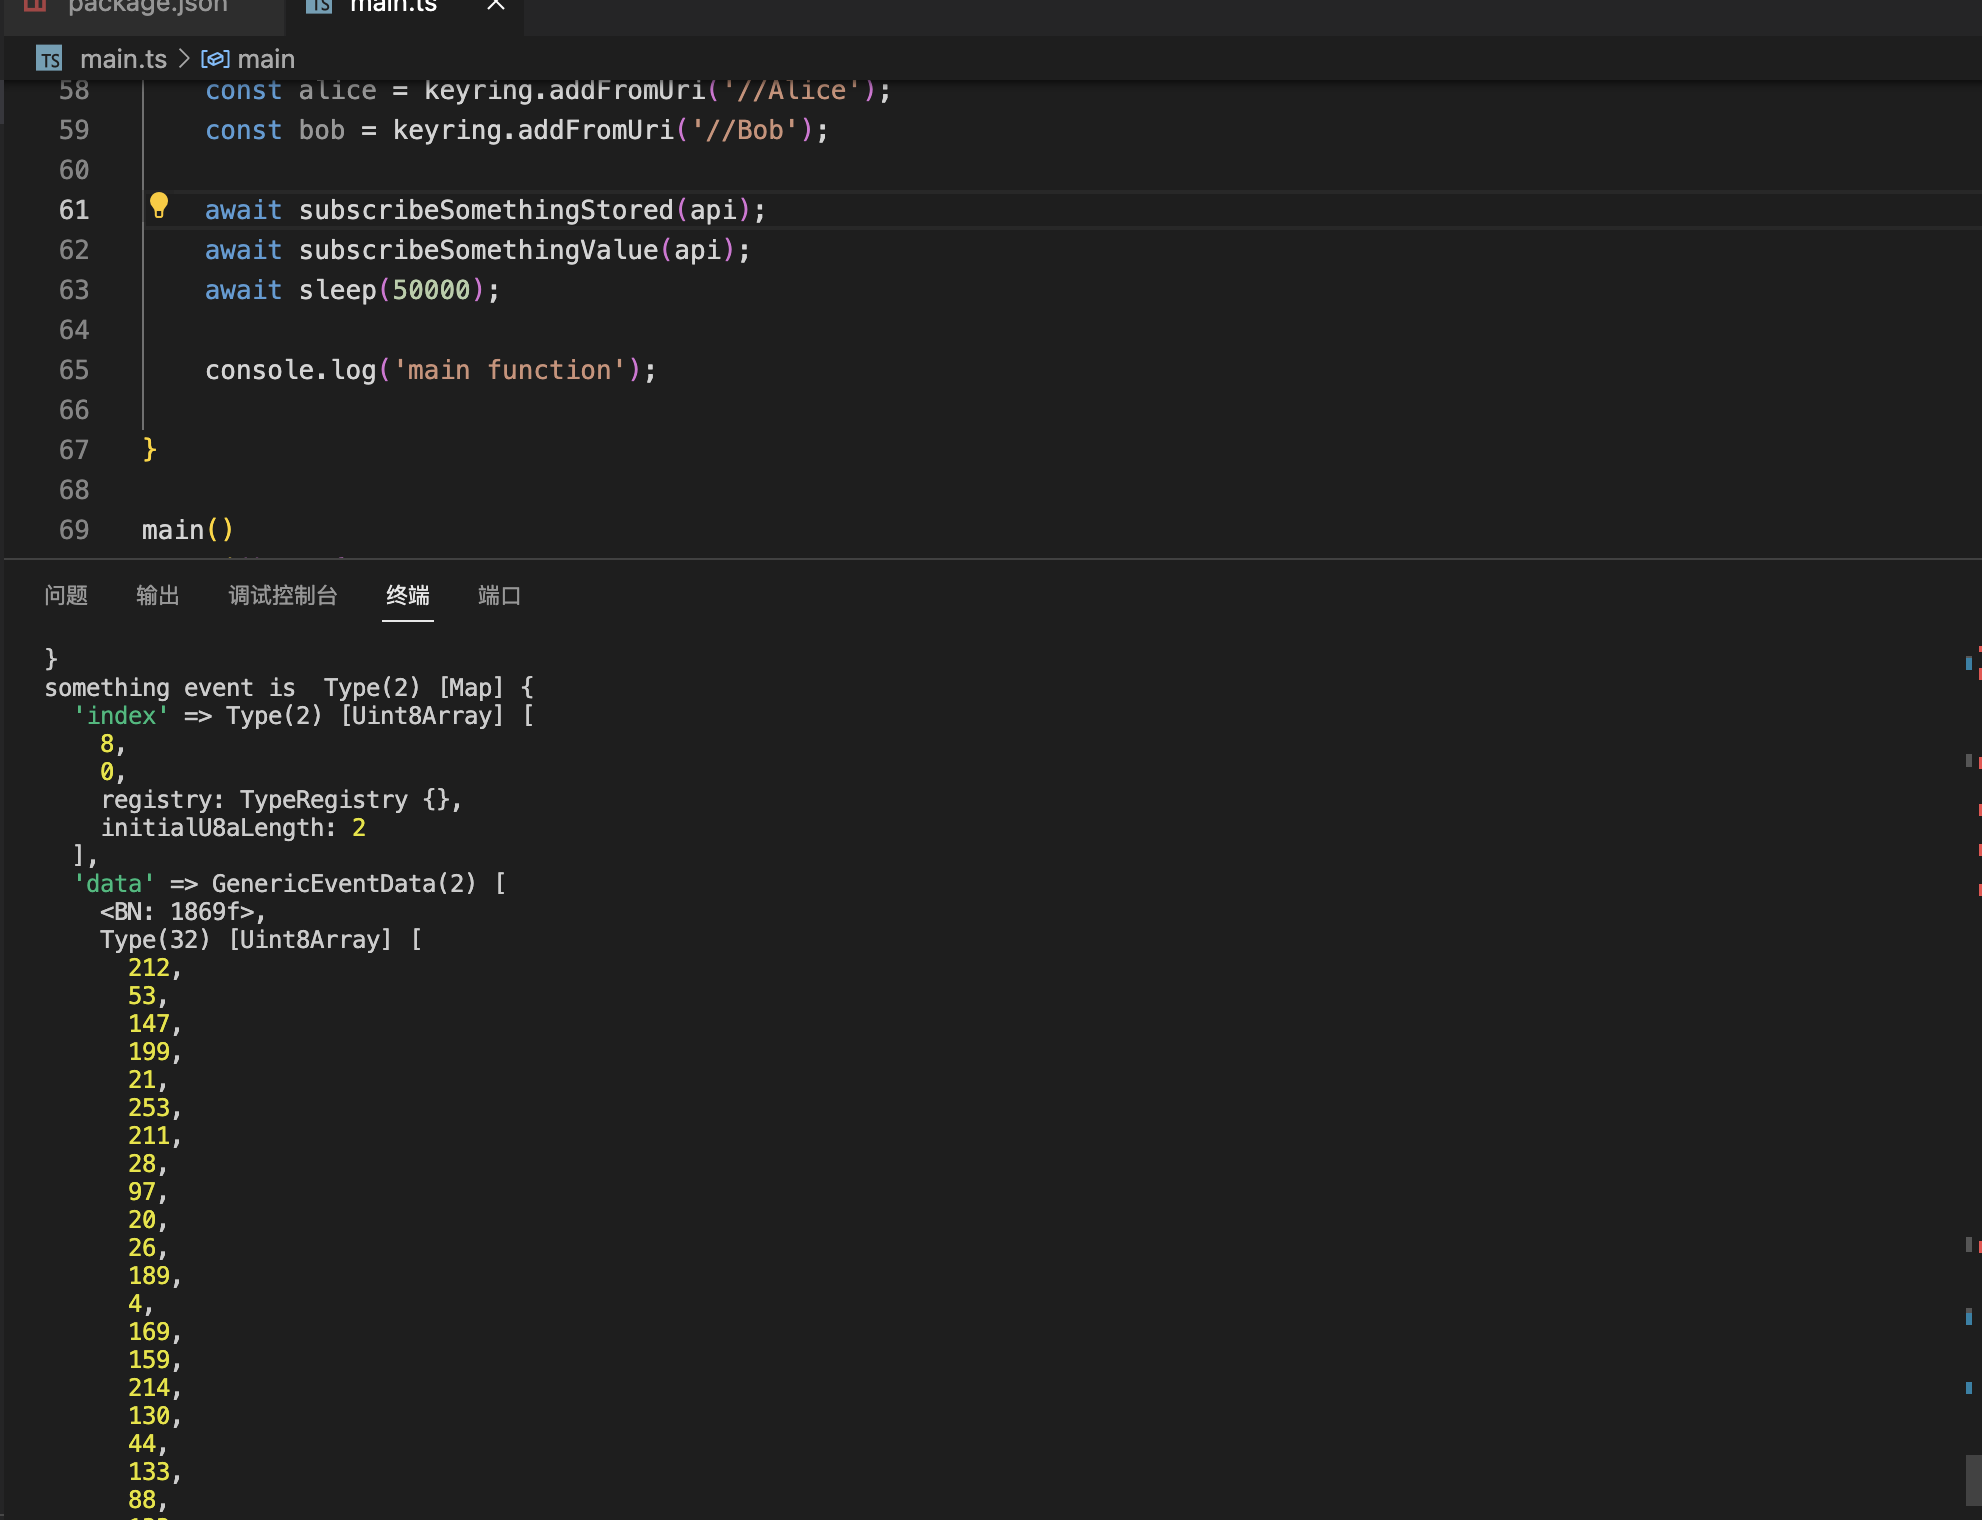 package.json TS main.ts ×
TS main.ts > main
58 const alice = keyring.addFromUri('//Alice');
59 const bob = keyring.addFromUri('//Bob');
60
61 await subscribeSomethingStored(api);
62 await subscribeSomethingValue(api);
63 await sleep(50000);
64
65 console.log('main function');
66
67 }
68
69 main()
问题 输出 调试控制台 终端 端口
}
something event is  Type(2) [Map] {
'index' => Type(2) [Uint8Array] [
8,
0,
registry: TypeRegistry {},
initialU8aLength: 2
],
'data' => GenericEventData(2) [
<BN: 1869f>,
Type(32) [Uint8Array] [
212,
53,
147,
199,
21,
253,
211,
28,
97,
20,
26,
189,
4,
169,
159,
214,
130,
44,
133,
88,